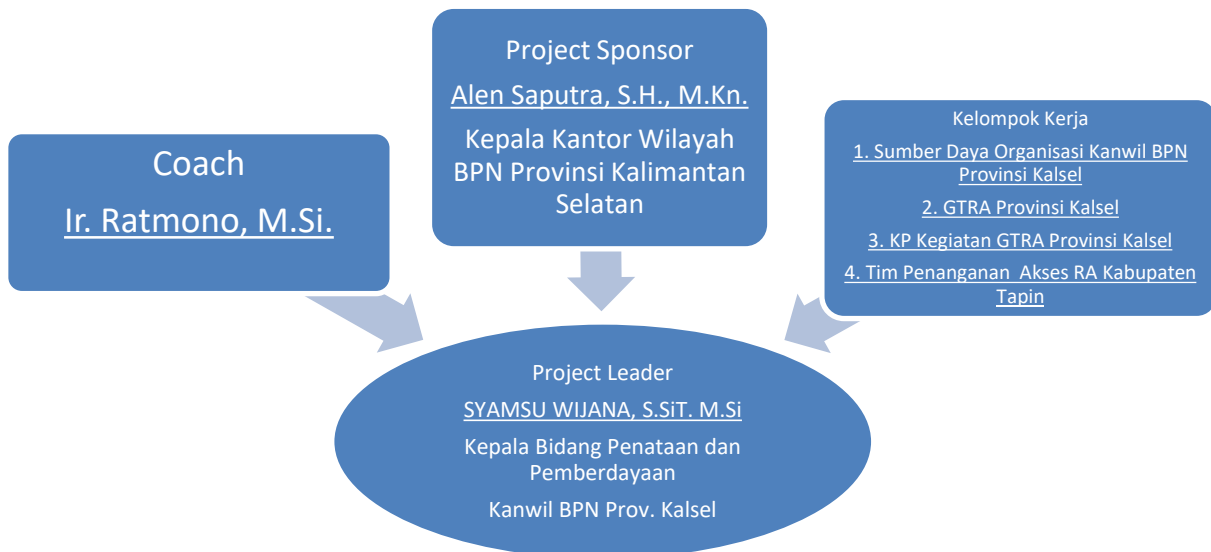 Project Sponsor
Alen Saputra, S.H., M.Kn.
Kepala Kantor Wilayah
BPN Provinsi Kalimantan
Selatan
Coach
Ir. Ratmono, M.Si.
Kelompok Kerja
1. Sumber Daya Organisasi Kanwil BPN
Provinsi Kalsel
2. GTRA Provinsi Kalsel
3. KP Kegiatan GTRA Provinsi Kalsel
4. Tim Penanganan Akses RA Kabupaten
Tapin
Project Leader
SYAMSU WIJANA, S.SiT. M.Si
Kepala Bidang Penataan dan
Pemberdayaan
Kanwil BPN Prov. Kalsel